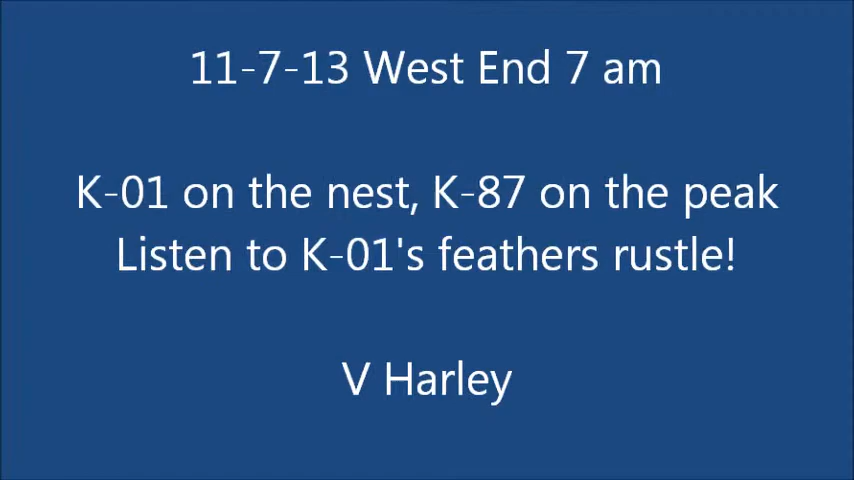 11-7-13 West End 7 am
K-01 on the nest, K-87 on the peak
Listen to K-01's feathers rustle!
V Harley